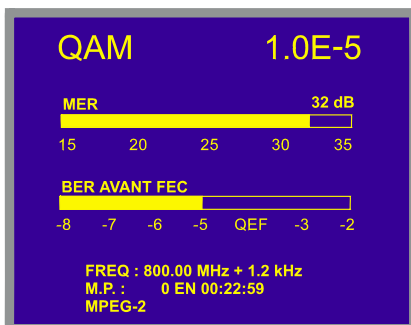 QAM 1.0E-5
MER 32 dB
15 20 25 30 35
BER AVANT FEC
-8 -7 -6 -5 QEF -3 -2
FREQ : 800.00 MHz + 1.2 kHz
M.P. : 0 EN 00:22:59
MPEG-2